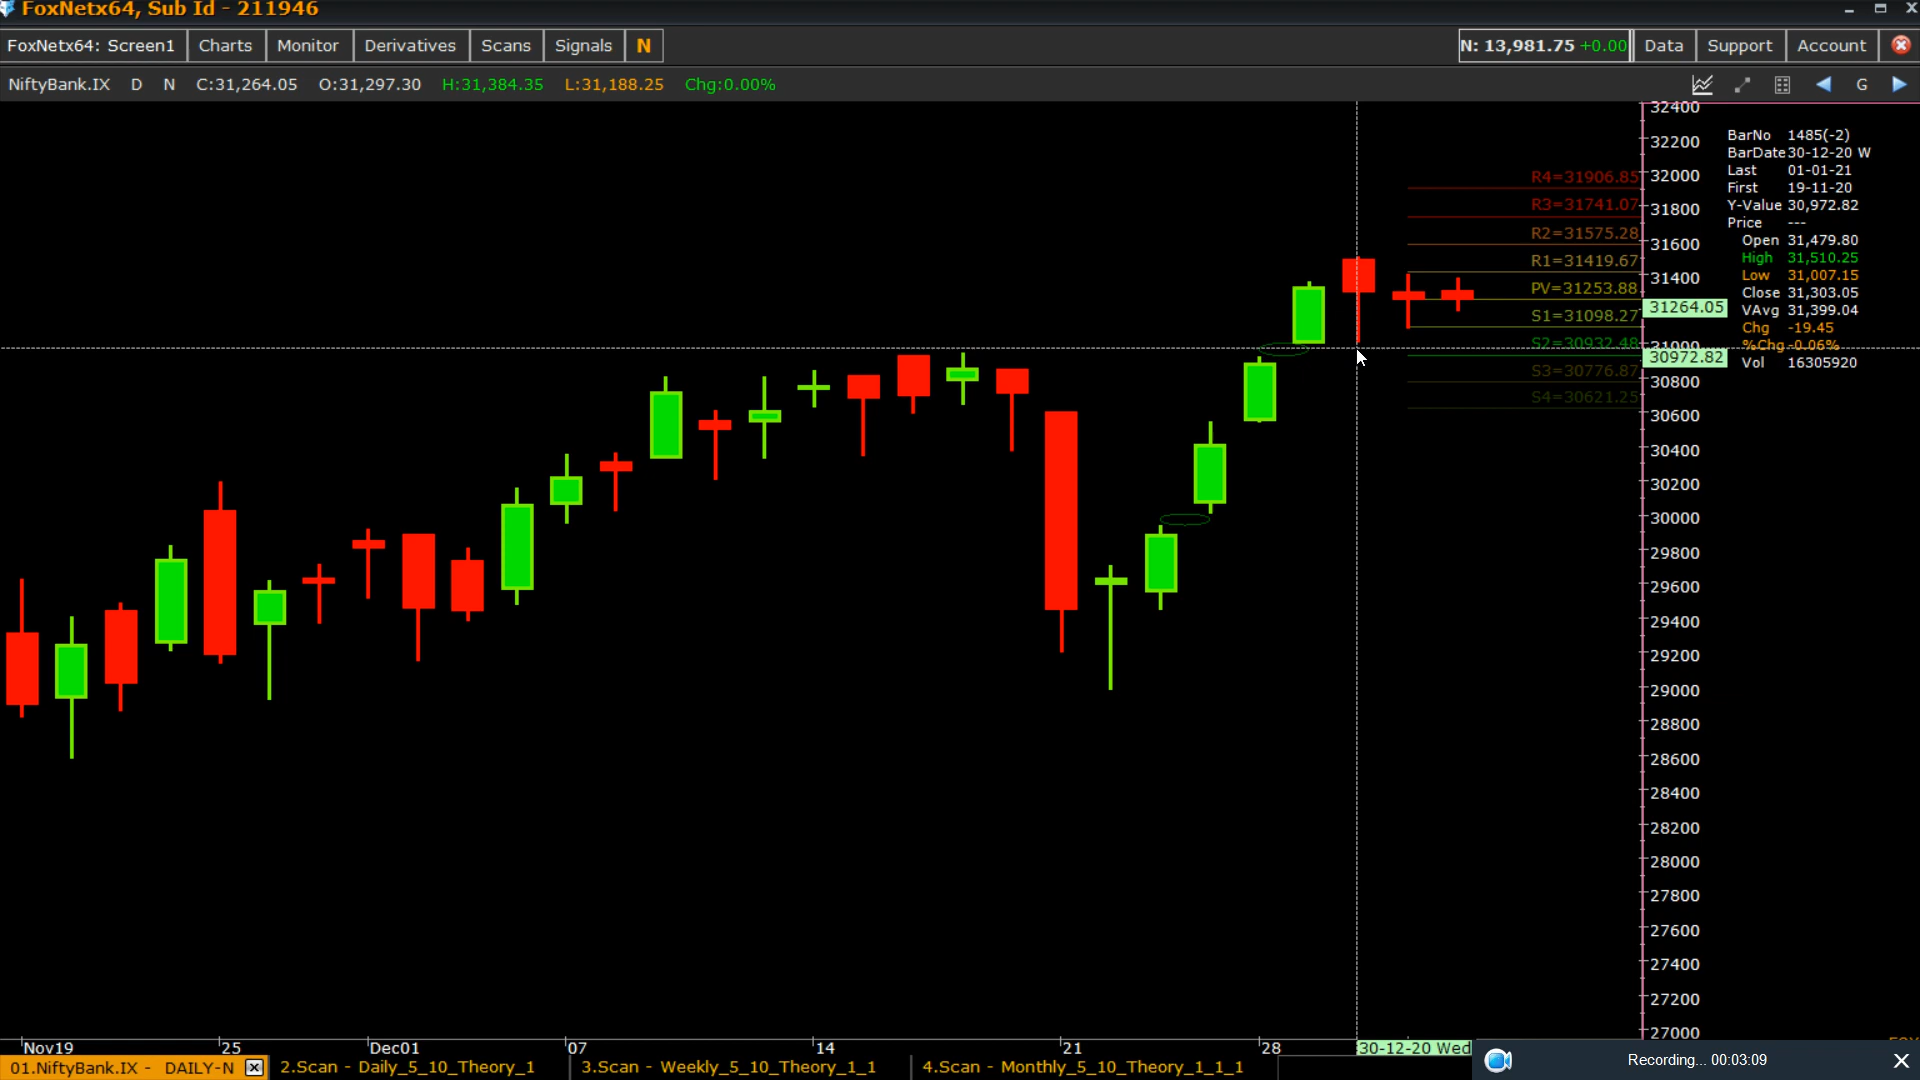 FoxNetx64, Sub Id - 211946
FoxNetx64: Screen1 Charts Monitor Derivatives Scans Signals N N: 13,981.75 +0.00 Data Support Account
NiftyBank.IX D N C:31,264.05 O:31,297.30 H:31,384.35 L:31,188.25 Chg:0.00% G
32400
32200
32000
31800
31600
31400
31264.05
31000
30972.82
30800
30600
30400
30200
30000
29800
29600
29400
29200
29000
28800
28600
28400
28200
28000
27800
27600
27400
27200
27000
R4=31906.85
R3=31741.07
R2=31575.28
R1=31419.67
PV=31253.88
S1=31098.27
S2=30932.48
S3=30776.87
S4=30621.25
BarNo 1485(-2)
BarDate 30-12-20 W
Last 01-01-21
First 19-11-20
Y-Value 30,972.82
Price ---
Open 31,479.80
High 31,510.25
Low 31,007.15
Close 31,303.05
VAvg 31,399.04
Chg -19.45
%Chg -0.06%
Vol 16305920
Nov19 25 Dec01 07 14 21 28 30-12-20 Wed
01.NiftyBank.IX - DAILY-N 2.Scan - Daily_5_10_Theory_1 3.Scan - Weekly_5_10_Theory_1_1 4.Scan - Monthly_5_10_Theory_1_1_1
Recording... 00:03:09